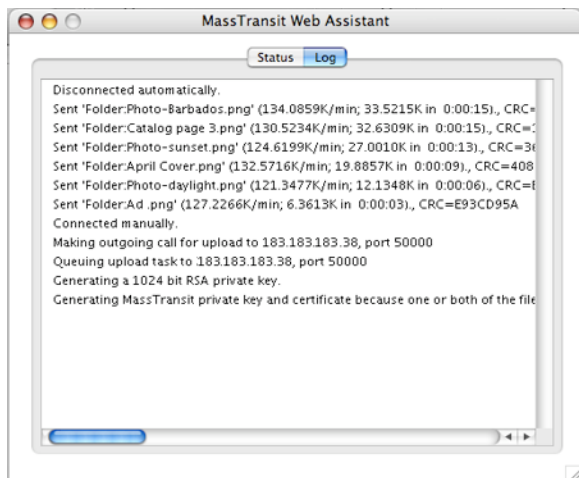 MassTransit Web Assistant
Status Log
Disconnected automatically.
Sent 'Folder:Photo-Barbados.png' (134.0859K/min; 33.5215K in 0:00:15)., CRC=
Sent 'Folder:Catalog page 3.png' (130.5234K/min; 32.6309K in 0:00:15)., CRC=
Sent 'Folder:Photo-sunset.png' (124.6199K/min; 27.0010K in 0:00:13)., CRC=36
Sent 'Folder:April Cover.png' (132.5716K/min; 19.8857K in 0:00:09)., CRC=408
Sent 'Folder:Photo-daylight.png' (121.3477K/min; 12.1348K in 0:00:06)., CRC=
Sent 'Folder:Ad .png' (127.2266K/min; 6.3613K in 0:00:03)., CRC=E93CD95A
Connected manually.
Making outgoing call for upload to 183.183.183.38, port 50000
Queuing upload task to 183.183.183.38, port 50000
Generating a 1024 bit RSA private key.
Generating MassTransit private key and certificate because one or both of the file